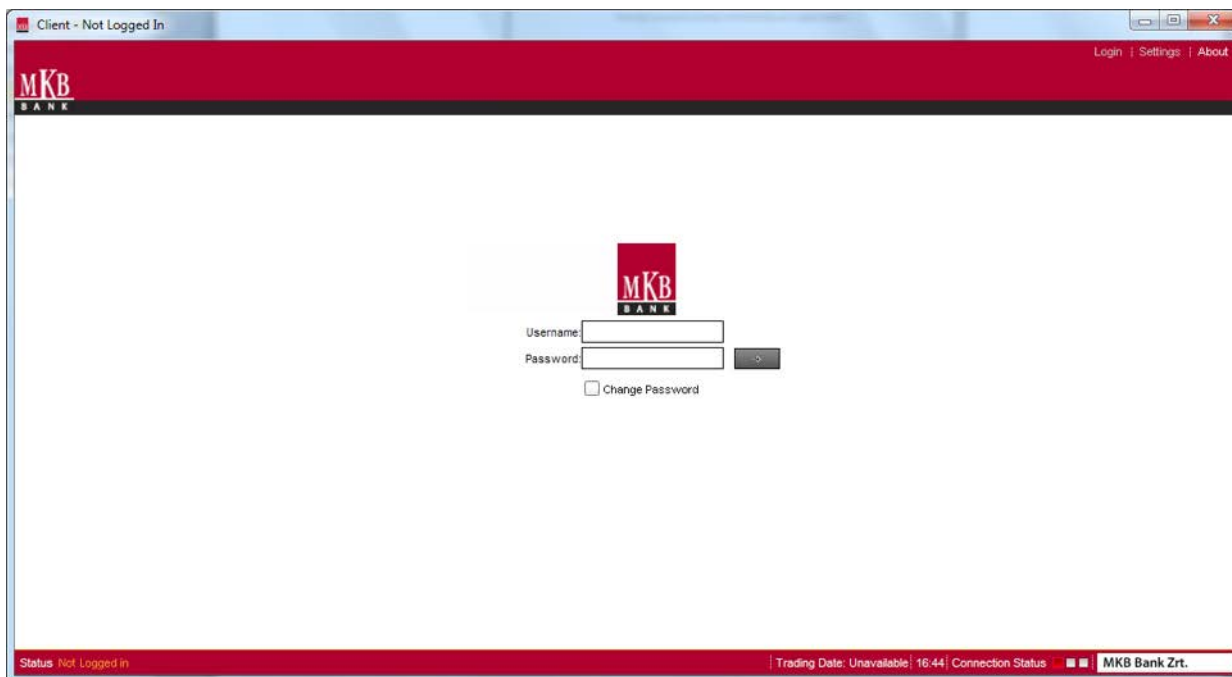 Client - Not Logged In
Login | Settings | About
MKB
BANK
MKB
BANK
Username:
Password:
Change Password
Status Not Logged in
Trading Date: Unavailable 16:44 Connection Status MKB Bank Zrt.